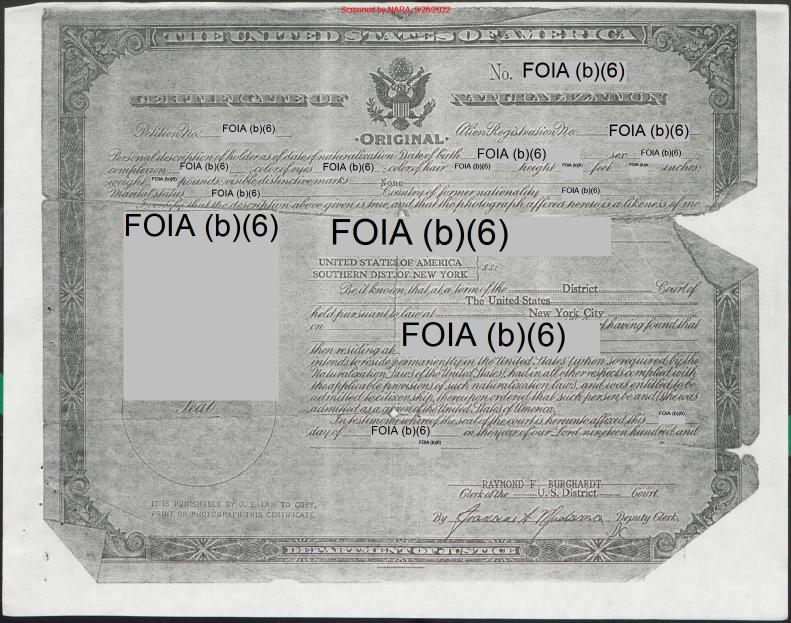 Screened by NARA, 9/28/2022
THE UNITED STATES OF AMERICA
No. FOIA (b)(6)
CERTIFICATE OF NATURALIZATION
Petition No. FOIA (b)(6)
ORIGINAL
Alien Registration No. FOIA (b)(6)
Personal description of holder as of date of naturalization: Date of birth FOIA (b)(6) sex FOIA (b)(6)
complexion FOIA (b)(6) color of eyes FOIA (b)(6) color of hair FOIA (b)(6) height FOIA (b)(6) feet FOIA (b)(6) inches
weight FOIA (b)(6) pounds; visible distinctive marks None
Marital status FOIA (b)(6) Country of former nationality FOIA (b)(6)
I certify that the description above given is true, and that the photograph affixed hereto is a likeness of me
FOIA (b)(6)
FOIA (b)(6)
UNITED STATES OF AMERICA
SOUTHERN DIST. OF NEW YORK
s.s:
Be it known, that at a term of the District Court of
The United States
held pursuant to law at New York City
on FOIA (b)(6) having found that
then residing at
intends to reside permanently in the United States (when so required by the
Naturalization Laws of the United States), had in all other respects complied with
the applicable provisions of such naturalization laws, and was entitled to be
admitted to citizenship, thereupon ordered that such person be and (s)he was
admitted as a citizen of the United States of America.
In testimony whereof the seal of the court is hereunto affixed this FOIA (b)(6)
day of FOIA (b)(6) in the year of our Lord nineteen hundred and
FOIA (b)(6)
Seal
RAYMOND F. BURGHARDT
Clerk of the U.S. District Court.
By Deputy Clerk.
IT IS PUNISHABLE BY U. S. LAW TO COPY,
PRINT OR PHOTOGRAPH THIS CERTIFICATE.
DEPARTMENT OF JUSTICE